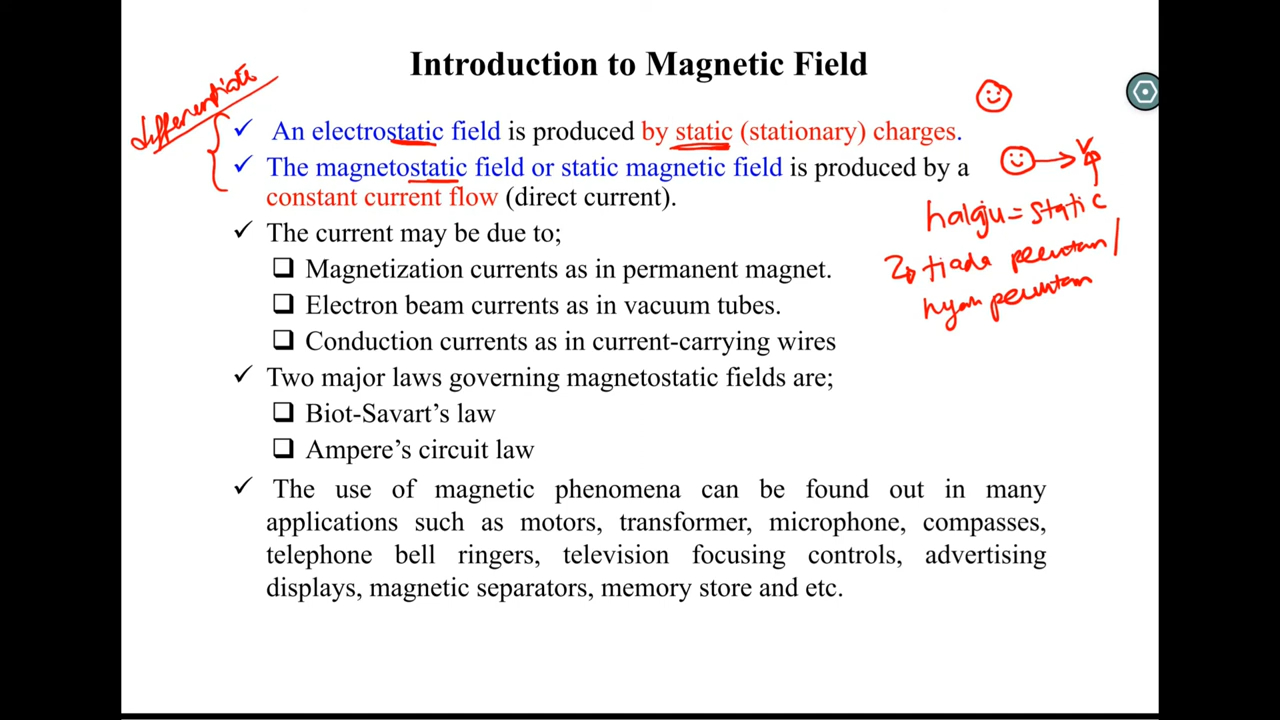 Introduction to Magnetic Field
differentiate
✓ An electrostatic field is produced by static (stationary) charges.
✓ The magnetostatic field or static magnetic field is produced by a
constant current flow (direct current).
halaju = static
tiada pecutan /
pecutan
✓ The current may be due to;
❑ Magnetization currents as in permanent magnet.
❑ Electron beam currents as in vacuum tubes.
❑ Conduction currents as in current-carrying wires
✓ Two major laws governing magnetostatic fields are;
❑ Biot-Savart’s law
❑ Ampere’s circuit law
✓ The use of magnetic phenomena can be found out in many
applications such as motors, transformer, microphone, compasses,
telephone bell ringers, television focusing controls, advertising
displays, magnetic separators, memory store and etc.